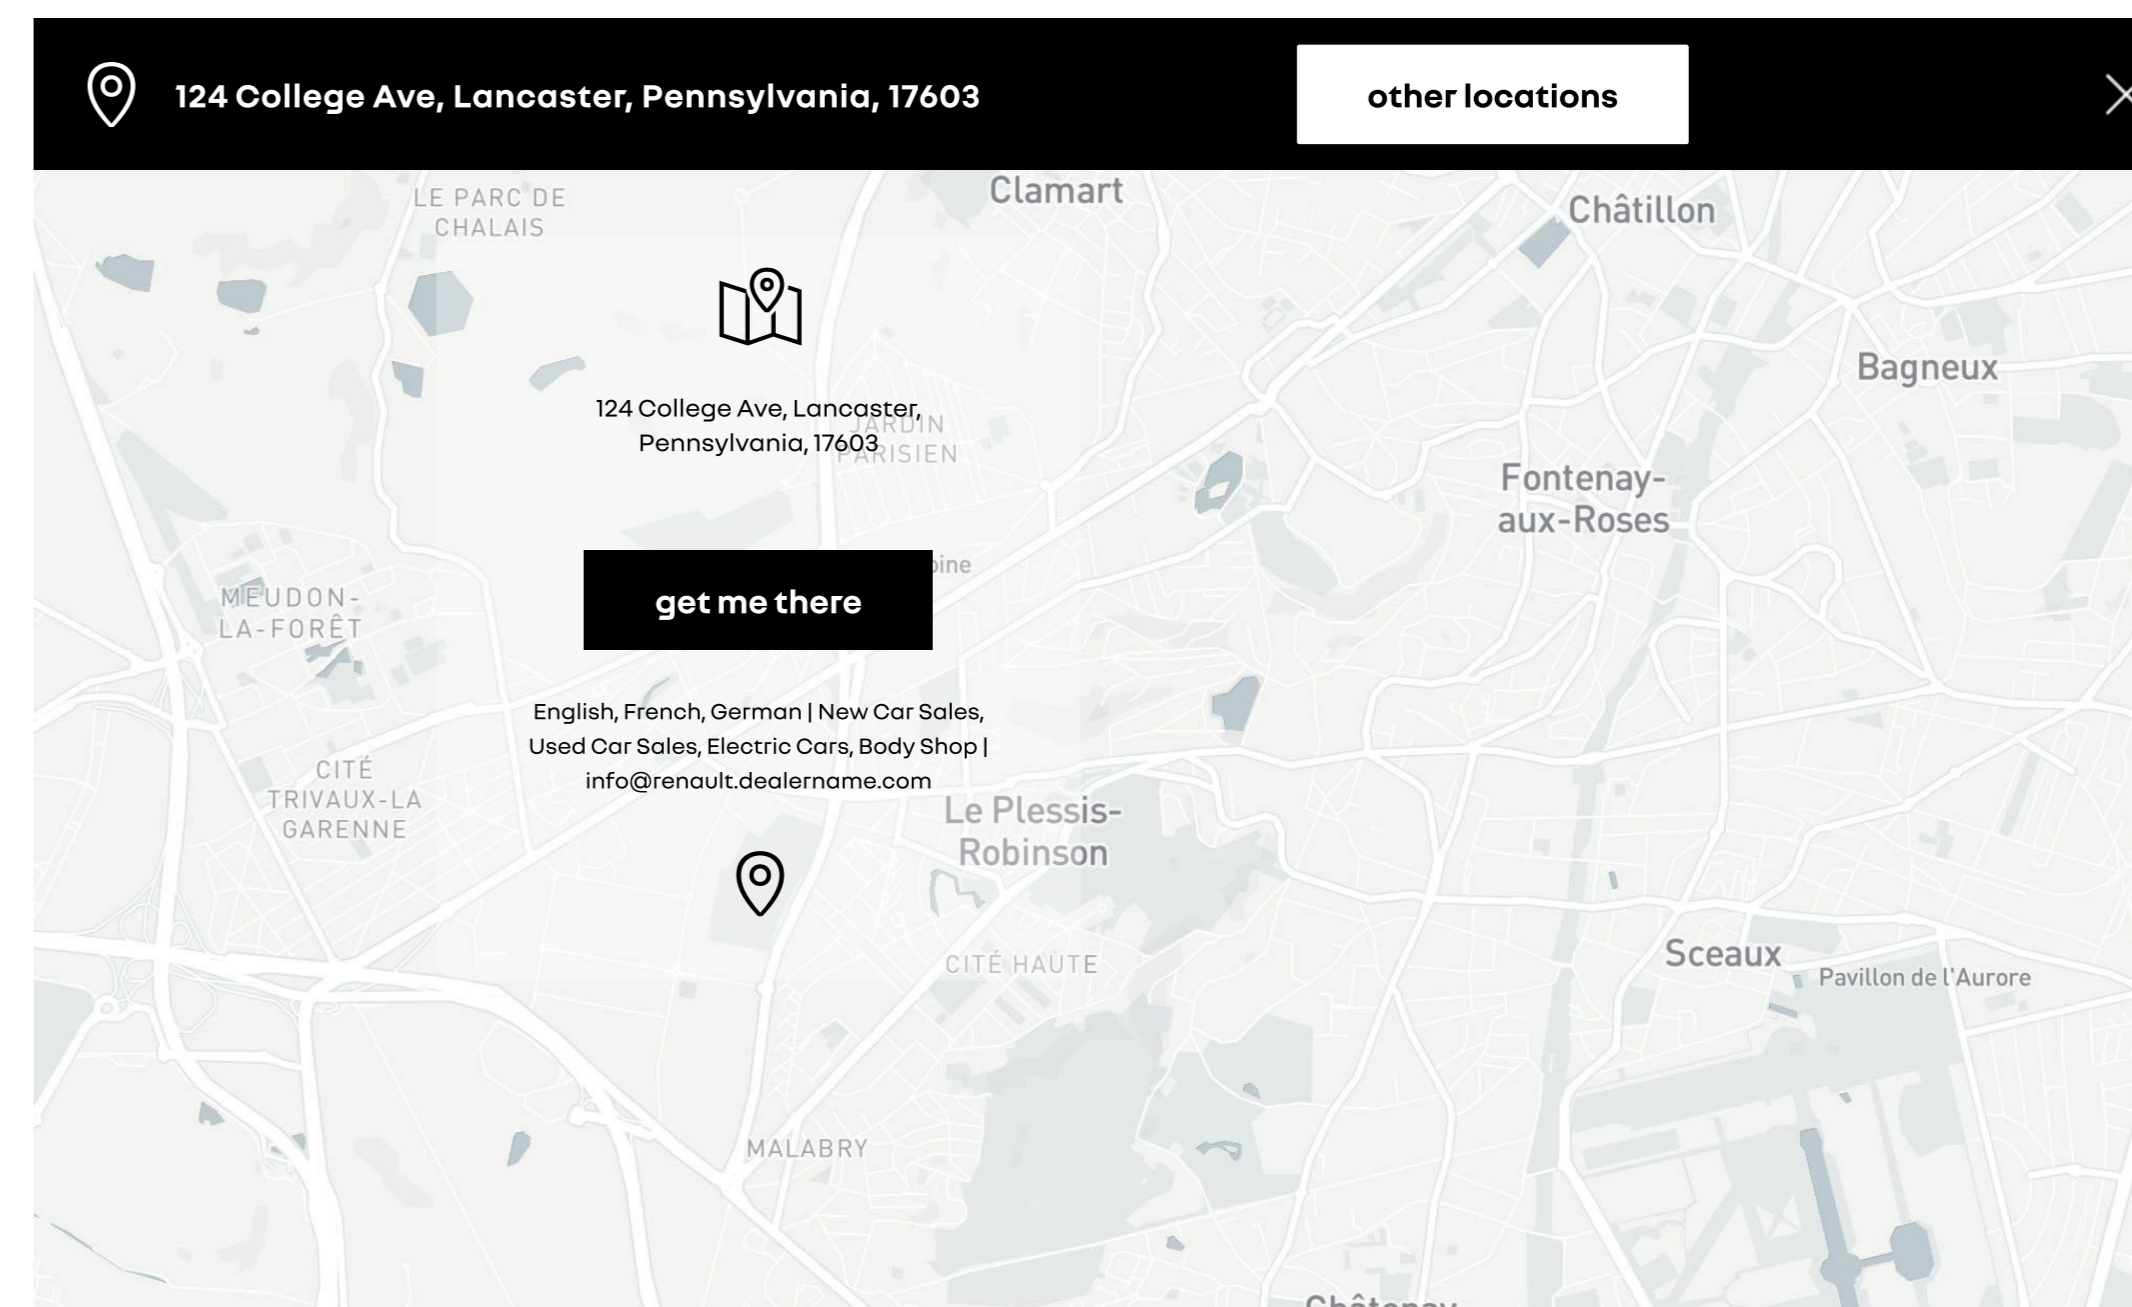 124 College Ave, Lancaster, Pennsylvania, 17603
other locations
LE PARC DE
CHALAIS
Clamart
Châtillon
Bagneux
124 College Ave, Lancaster,
Pennsylvania, 17603
JARDIN
PARISIEN
Fontenay-
aux-Roses
get me there
MEUDON-
LA-FORÊT
English, French, German | New Car Sales,
Used Car Sales, Electric Cars, Body Shop |
info@renault.dealername.com
CITÉ
TRIVAUX-LA
GARENNE
Le Plessis-
Robinson
CITÉ HAUTE
Sceaux
Pavillon de l'Aurore
MALABRY